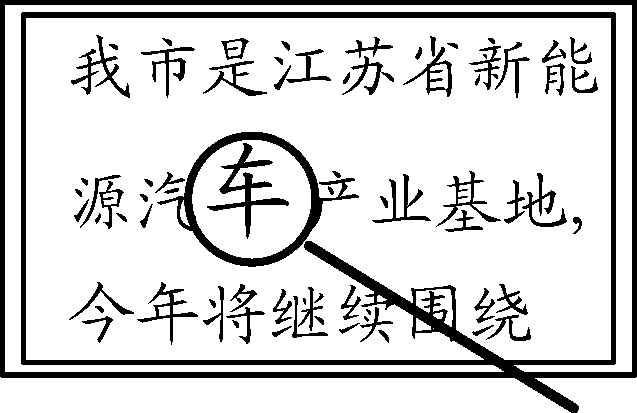 我市是江苏省新能
源汽车产业基地,
今年将继续围绕